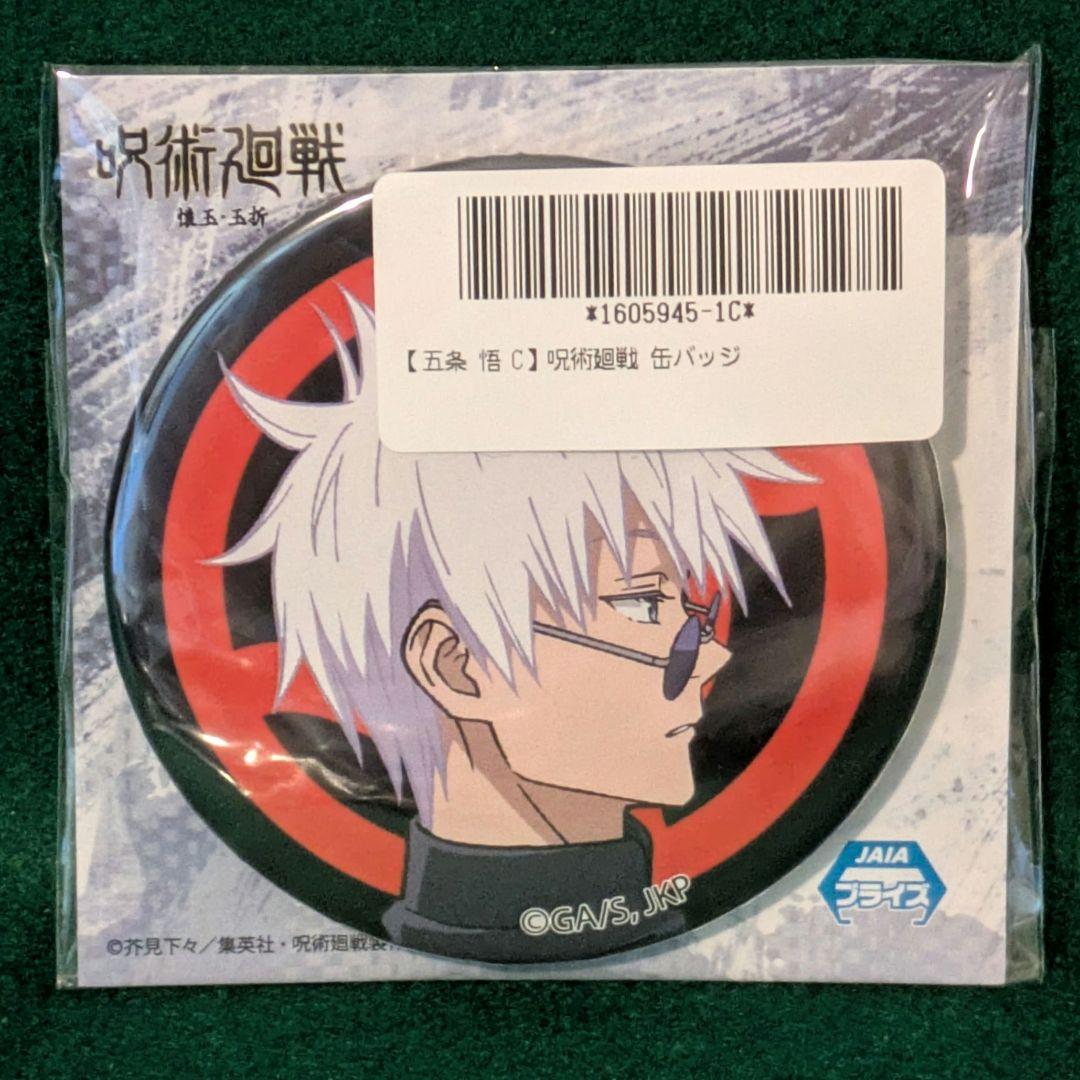 呪術廻戦
懐玉・玉折
*1605945-1C*
【五条 悟 C】呪術廻戦 缶バッジ
©GA/S, JKP
JAIA
プライズ
©芥見下々／集英社・呪術廻戦製